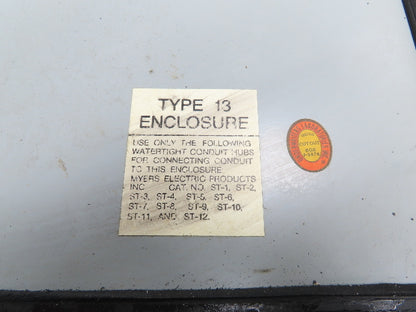 TYPE 13
ENCLOSURE
USE ONLY THE FOLLOWING
WATERTIGHT CONDUIT HUBS
FOR CONNECTING CONDUIT
TO THIS ENCLOSURE
MYERS ELECTRIC PRODUCTS
INC CAT. NO. ST-1, ST-2,
ST-3, ST-4, ST-5, ST-6,
ST-7, ST-8, ST-9, ST-10,
ST-11, AND ST-12.